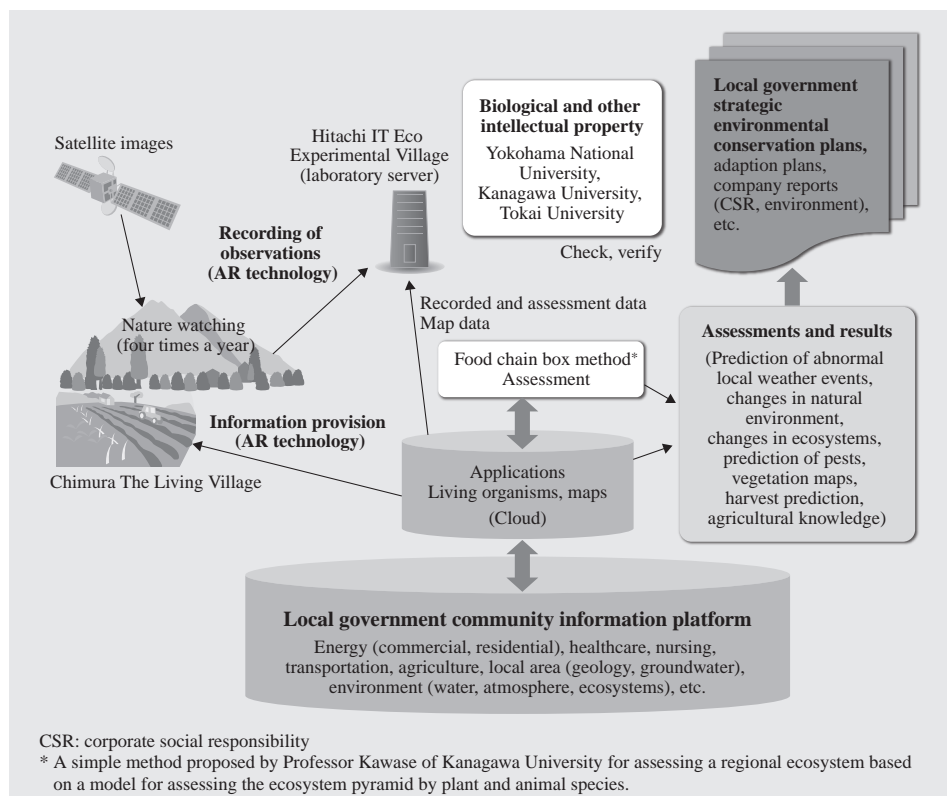 Satellite images
Hitachi IT Eco
Experimental Village
(laboratory server)
Biological and other
intellectual property
Yokohama National
University,
Kanagawa University,
Tokai University
Check, verify
Local government
strategic
environmental
conservation plans,
adaption plans,
company reports
(CSR, environment),
etc.
Recording of
observations
(AR technology)
Nature watching
(four times a year)
Recorded and assessment data
Map data
Food chain box method*
Assessment
Assessments and results
(Prediction of abnormal
local weather events,
changes in natural
environment,
changes in ecosystems,
prediction of pests,
vegetation maps,
harvest prediction,
agricultural knowledge)
Information provision
(AR technology)
Chimura The Living Village
Applications
Living organisms, maps
(Cloud)
Local government community information platform
Energy (commercial, residential), healthcare, nursing,
transportation, agriculture, local area (geology, groundwater),
environment (water, atmosphere, ecosystems), etc.
CSR: corporate social responsibility
* A simple method proposed by Professor Kawase of Kanagawa University for assessing a regional ecosystem based
on a model for assessing the ecosystem pyramid by plant and animal species.